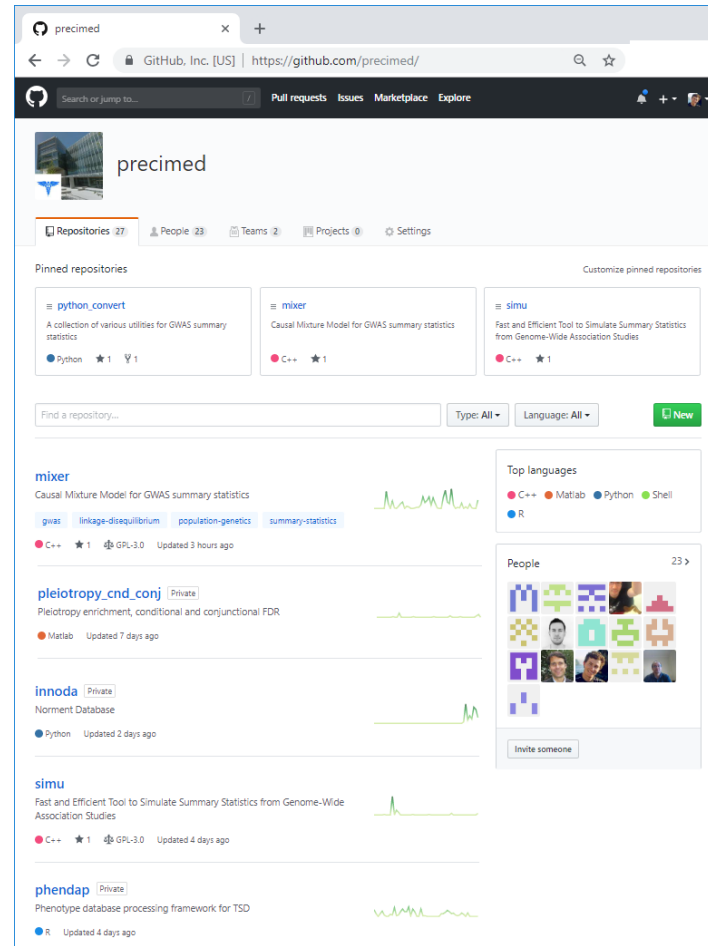 precimed
GitHub, Inc. [US] | https://github.com/precimed/
Search or jump to... / Pull requests Issues Marketplace Explore
precimed
Repositories 27 People 23 Teams 2 Projects 0 Settings
Pinned repositories Customize pinned repositories
python_convert
A collection of various utilities for GWAS summary
statistics
Python 1 1
mixer
Causal Mixture Model for GWAS summary statistics
C++ 1
simu
Fast and Efficient Tool to Simulate Summary Statistics
from Genome-Wide Association Studies
C++ 1
Find a repository... Type: All Language: All New
mixer
Causal Mixture Model for GWAS summary statistics
gwas linkage-disequilibrium population-genetics summary-statistics
C++ 1 GPL-3.0 Updated 3 hours ago
pleiotropy_cnd_conj Private
Pleiotropy enrichment, conditional and conjunctional FDR
Matlab Updated 7 days ago
innoda Private
Norment Database
Python Updated 2 days ago
simu
Fast and Efficient Tool to Simulate Summary Statistics from Genome-Wide
Association Studies
C++ 1 GPL-3.0 Updated 4 days ago
phendap Private
Phenotype database processing framework for TSD
R Updated 4 days ago
Top languages
C++ Matlab Python Shell
R
People 23
Invite someone